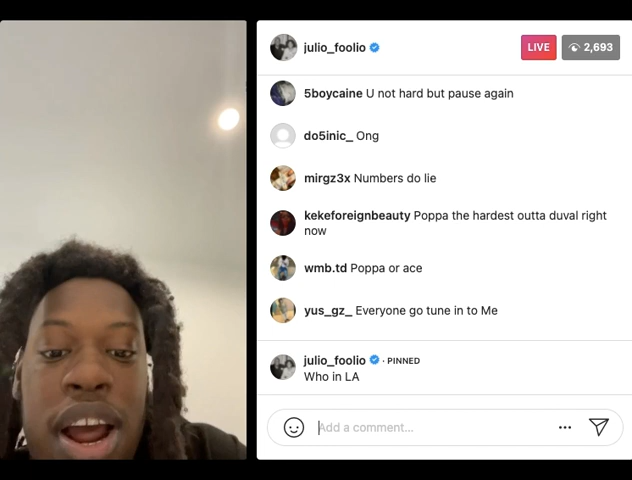 julio_foolio
LIVE
2,693
5boycaine U not hard but pause again
do5inic_ Ong
mirgz3x Numbers do lie
kekeforeignbeauty Poppa the hardest outta duval right
now
wmb.td Poppa or ace
yus_gz_ Everyone go tune in to Me
julio_foolio · PINNED
Who in LA
Add a comment...